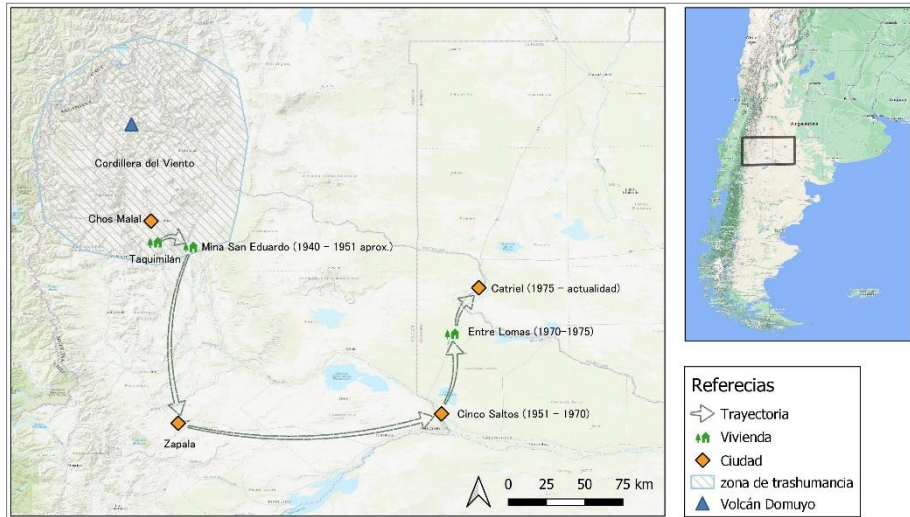 Cordillera del Viento
Chos Malal
Taquimilán
Mina San Eduardo (1940 - 1951 aprox.)
Catriel (1975 - actualidad)
Entre Lomas (1970-1975)
Cinco Saltos (1951 - 1970)
Zapala
0 25 50 75 km
Argentina
Referecias
Trayectoria
Vivienda
Ciudad
zona de trashumancia
Volcán Domuyo